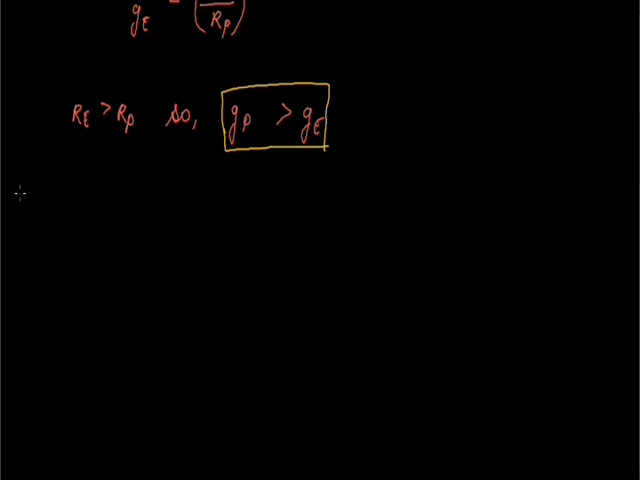 g_E = ( / R_P)
R_E > R_P so, g_P > g_E